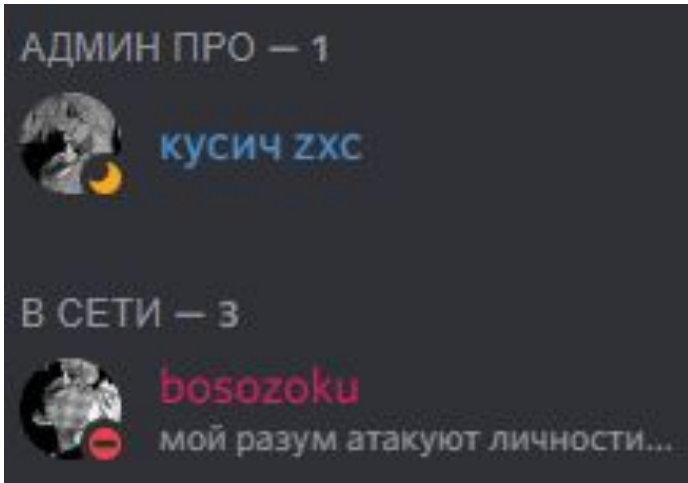 АДМИН ПРО — 1
кусич zxc
В СЕТИ — 3
bosozoku
мой разум атакуют личности...